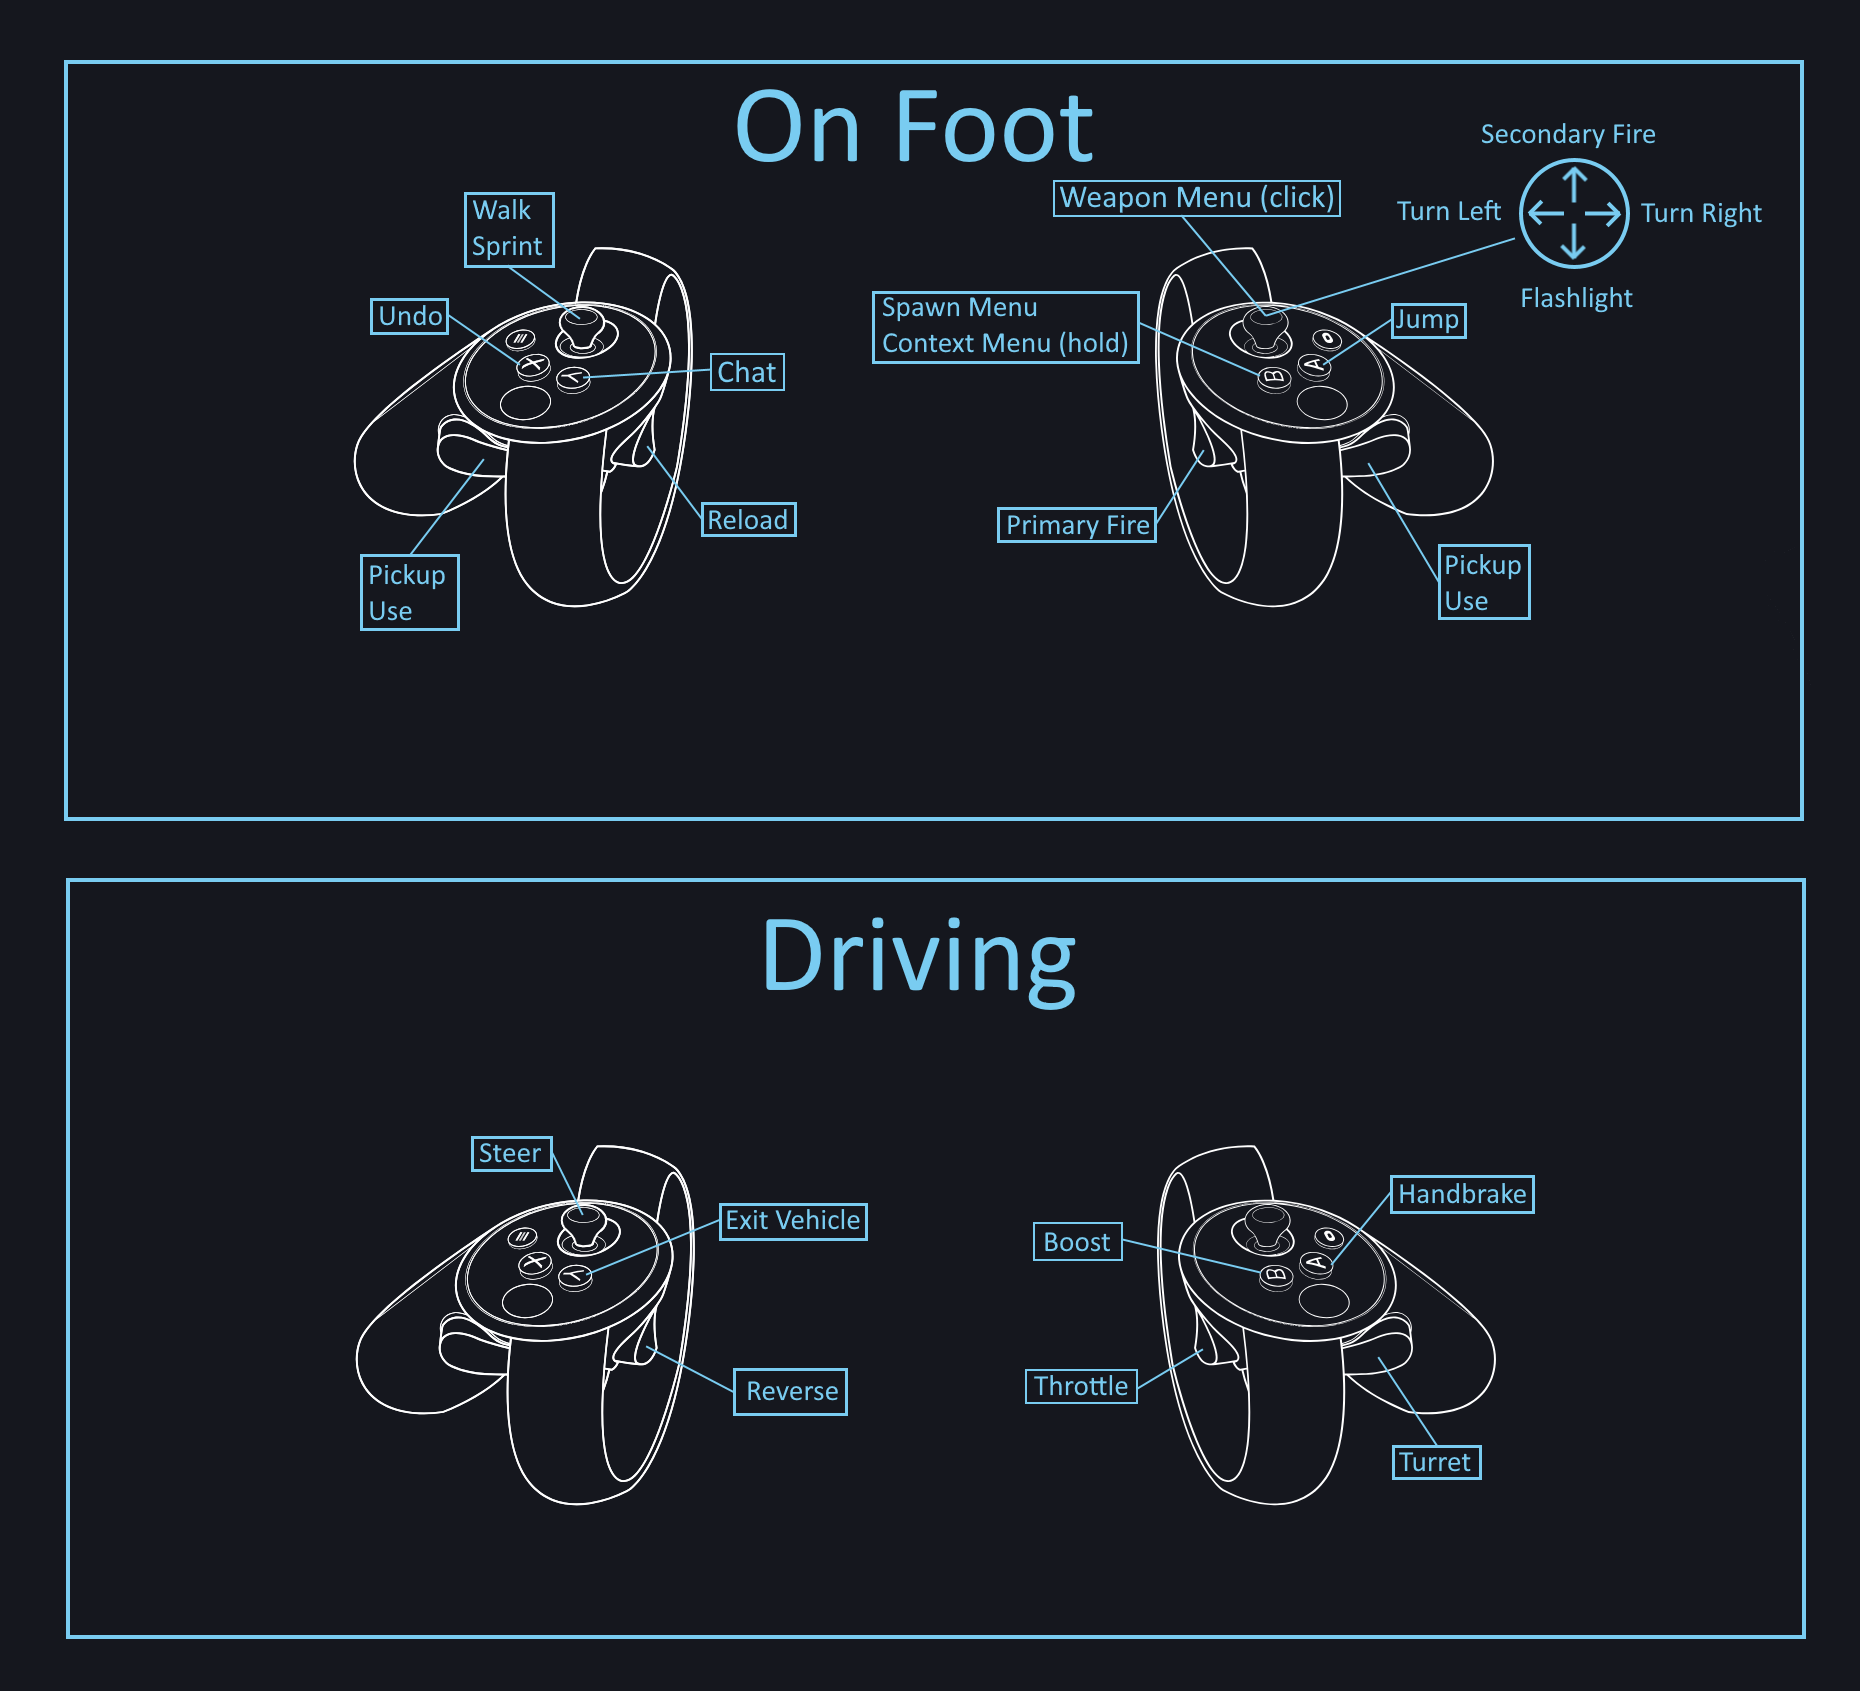 On Foot
Secondary Fire
Turn Left
Turn Right
Flashlight
Weapon Menu (click)
Walk
Sprint
Undo
Spawn Menu
Context Menu (hold)
Jump
Chat
X
Y
B
A
Reload
Primary Fire
Pickup
Use
Pickup
Use
Driving
Steer
Exit Vehicle
Handbrake
Boost
X
Y
B
A
Reverse
Throttle
Turret